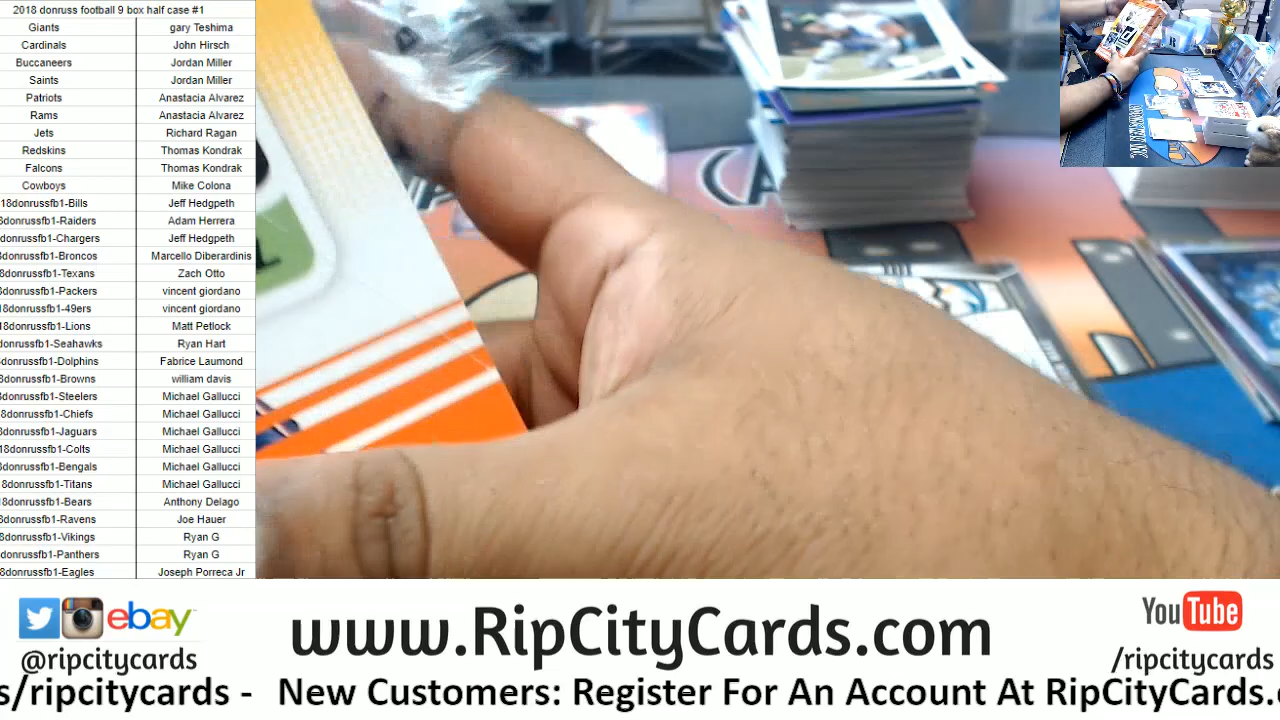 2018 donruss football 9 box half case #1
Giants gary Teshima
Cardinals John Hirsch
Buccaneers Jordan Miller
Saints Jordan Miller
Patriots Anastacia Alvarez
Rams Anastacia Alvarez
Jets Richard Ragan
Redskins Thomas Kondrak
Falcons Thomas Kondrak
Cowboys Mike Colona
18donrussfb1-Bills Jeff Hedgpeth
8donrussfb1-Raiders Adam Herrera
donrussfb1-Chargers Jeff Hedgpeth
8donrussfb1-Broncos Marcello Diberardinis
8donrussfb1-Texans Zach Otto
8donrussfb1-Packers vincent giordano
18donrussfb1-49ers vincent giordano
18donrussfb1-Lions Matt Petlock
donrussfb1-Seahawks Ryan Hart
donrussfb1-Dolphins Fabrice Laumond
8donrussfb1-Browns william davis
8donrussfb1-Steelers Michael Gallucci
8donrussfb1-Chiefs Michael Gallucci
8donrussfb1-Jaguars Michael Gallucci
18donrussfb1-Colts Michael Gallucci
8donrussfb1-Bengals Michael Gallucci
18donrussfb1-Titans Michael Gallucci
18donrussfb1-Bears Anthony Delago
8donrussfb1-Ravens Joe Hauer
8donrussfb1-Vikings Ryan G
donrussfb1-Panthers Ryan G
8donrussfb1-Eagles Joseph Porreca Jr
CA
ebay
@ripcitycards
www.RipCityCards.com
YouTube
/ripcitycards
s/ripcitycards - New Customers: Register For An Account At RipCityCards.